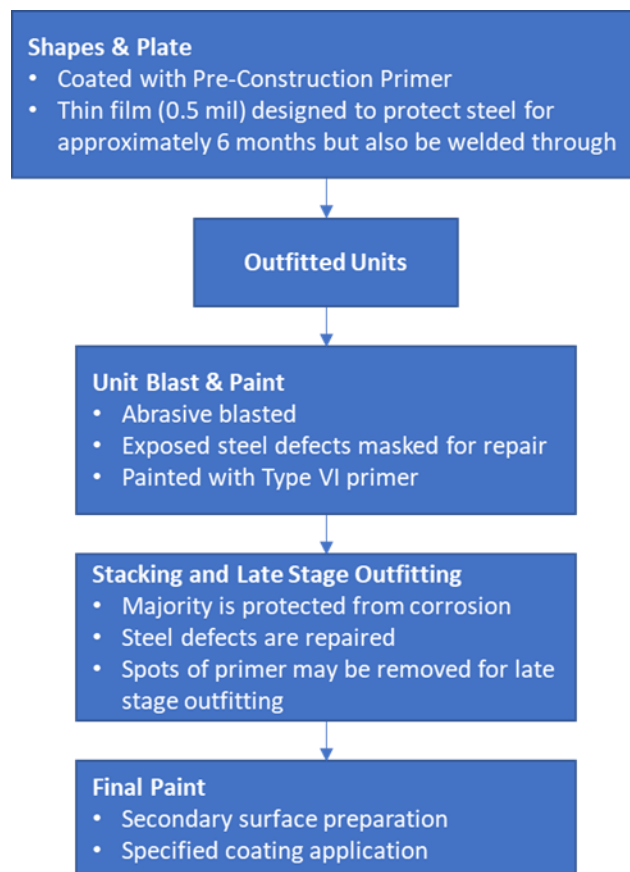 Shapes & Plate
• Coated with Pre-Construction Primer
• Thin film (0.5 mil) designed to protect steel for
approximately 6 months but also be welded through
Outfitted Units
Unit Blast & Paint
• Abrasive blasted
• Exposed steel defects masked for repair
• Painted with Type VI primer
Stacking and Late Stage Outfitting
• Majority is protected from corrosion
• Steel defects are repaired
• Spots of primer may be removed for late
stage outfitting
Final Paint
• Secondary surface preparation
• Specified coating application